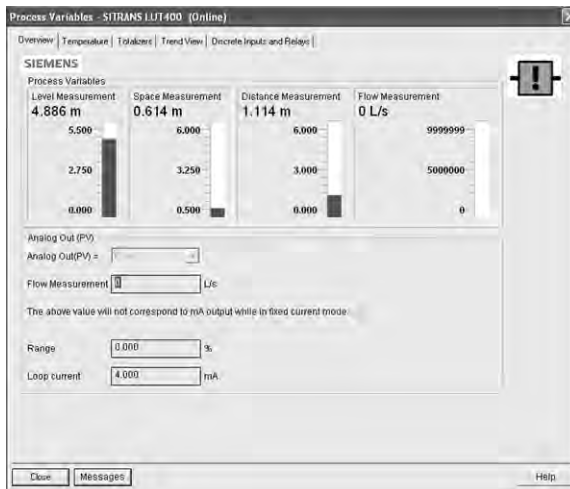 Process Variables - SITRANS LUT400 (Online)
Overview Temperature Totalizers Trend View Discrete Inputs and Relays
SIEMENS
Process Variables
Level Measurement Space Measurement Distance Measurement Flow Measurement
4.886 m 0.614 m 1.114 m 0 L/s
5.500 6.000 6.000 9999999
2.750 3.250 3.000 5000000
0.000 0.500 0.000 0
Analog Out (PV)
Analog Out(PV) =
Flow Measurement 0 L/s
The above value will not correspond to mA output while in fixed current mode.
Range 0.000 %
Loop current 4.000 mA
Close Messages Help